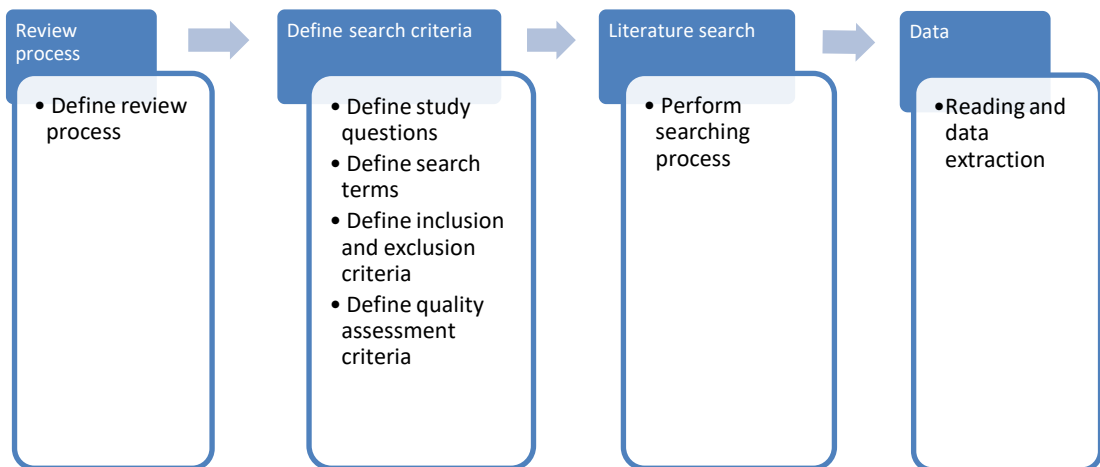 Review
process
• Define review
process
Define search criteria
• Define study
questions
• Define search
terms
• Define inclusion
and exclusion
criteria
• Define quality
assessment
criteria
Literature search
• Perform
searching
process
Data
•Reading and
data
extraction